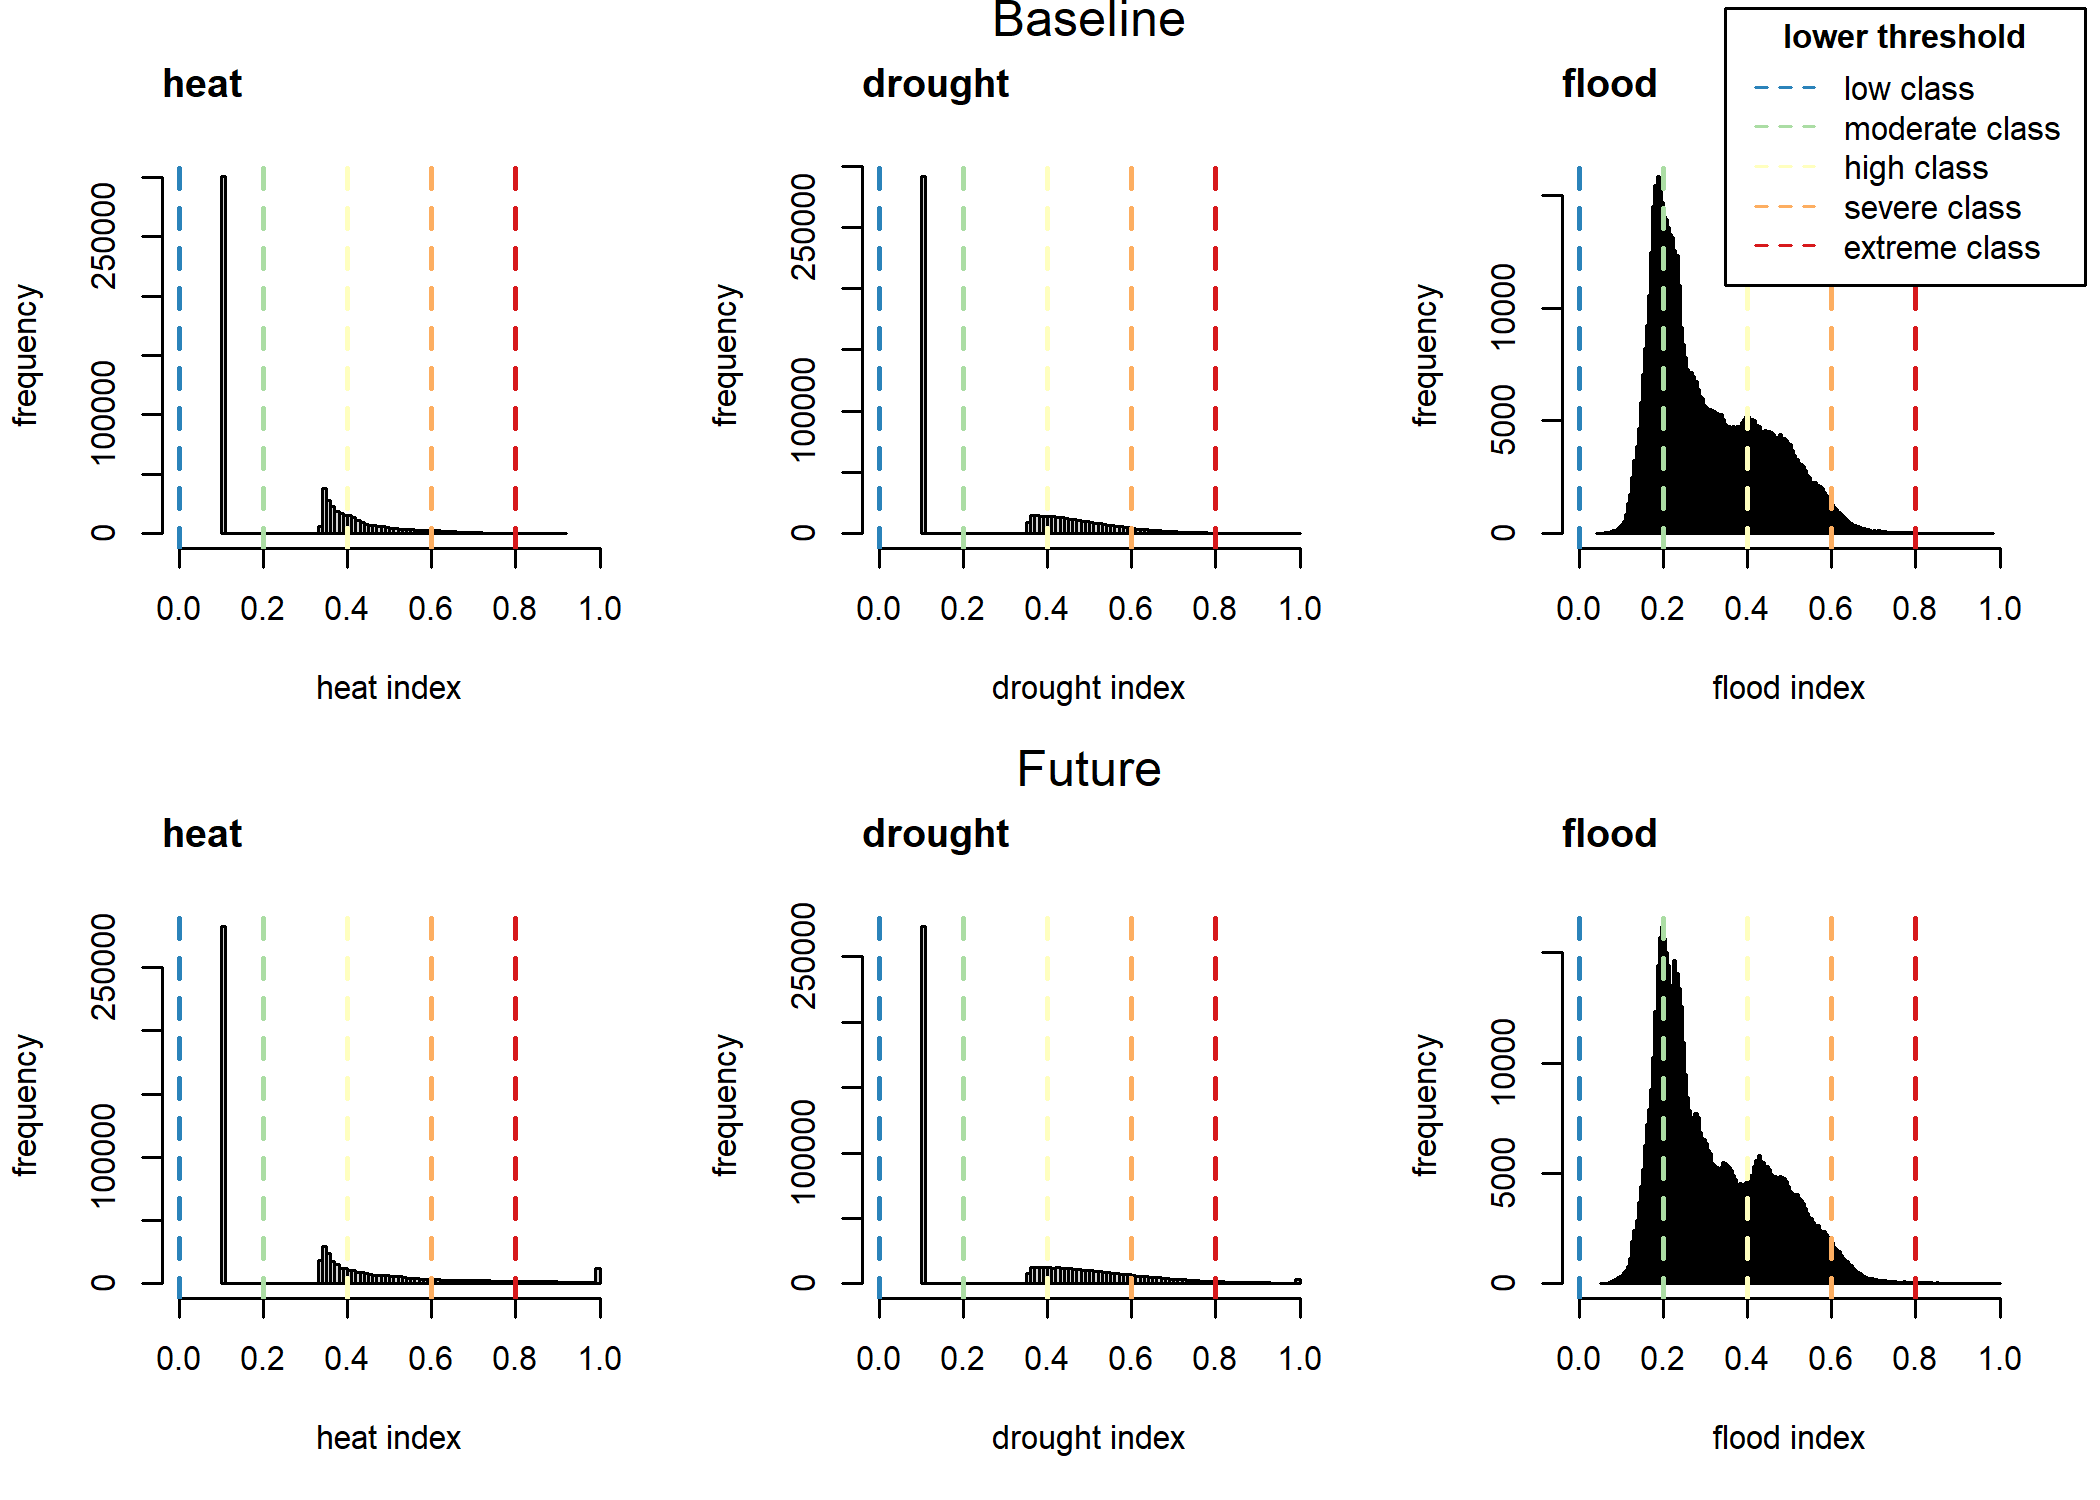 Baseline
lower threshold
low class
moderate class
high class
severe class
extreme class
heat
frequency
0
100000
250000
0.0 0.2 0.4 0.6 0.8 1.0
heat index
drought
frequency
0
100000
250000
0.0 0.2 0.4 0.6 0.8 1.0
drought index
flood
frequency
0
5000
10000
0.0 0.2 0.4 0.6 0.8 1.0
flood index
Future
heat
frequency
0
100000
250000
0.0 0.2 0.4 0.6 0.8 1.0
heat index
drought
frequency
0
100000
250000
0.0 0.2 0.4 0.6 0.8 1.0
drought index
flood
frequency
0
5000
10000
0.0 0.2 0.4 0.6 0.8 1.0
flood index